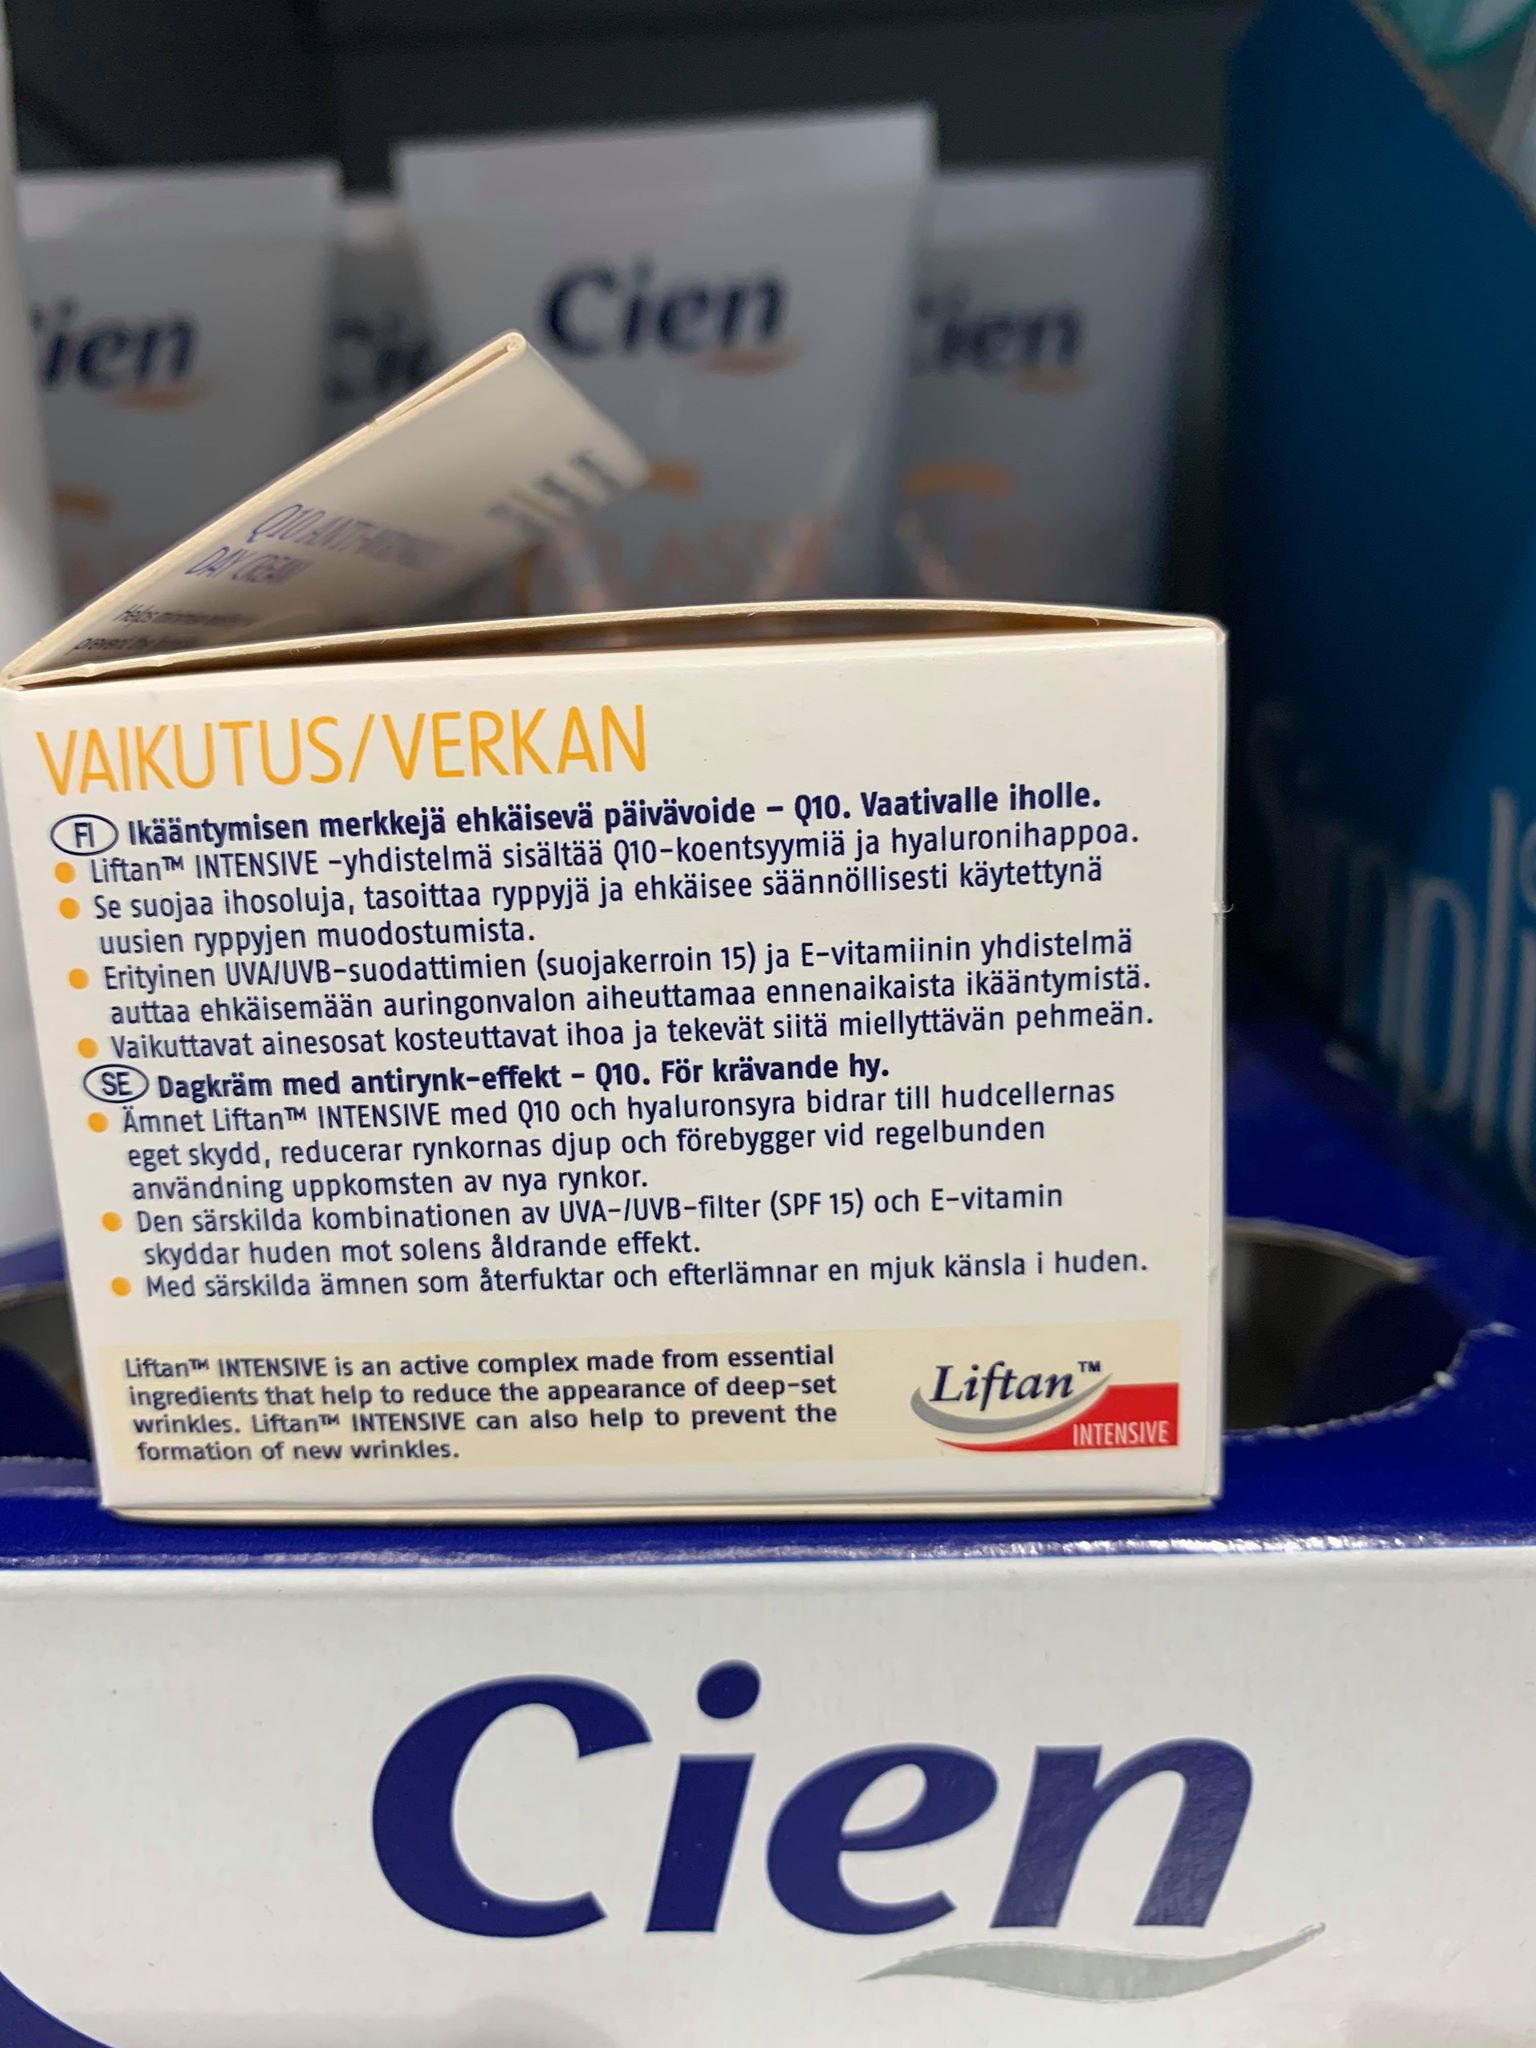 ien
Cien
ien
Cie
Q10 ANTI-WRINKLE
DAY CREAM
VAIKUTUS/VERKAN
FI Ikääntymisen merkkejä ehkäisevä päivävoide – Q10. Vaativalle iholle.
● Liftan™ INTENSIVE -yhdistelmä sisältää Q10-koentsyymiä ja hyaluronihappoa.
● Se suojaa ihosoluja, tasoittaa ryppyjä ja ehkäisee säännöllisesti käytettynä
uusien ryppyjen muodostumista.
● Erityinen UVA/UVB-suodattimien (suojakerroin 15) ja E-vitamiinin yhdistelmä
auttaa ehkäisemään auringonvalon aiheuttamaa ennenaikaista ikääntymistä.
● Vaikuttavat ainesosat kosteuttavat ihoa ja tekevät siitä miellyttävän pehmeän.
SE Dagkräm med antirynk-effekt – Q10. För krävande hy.
● Ämnet Liftan™ INTENSIVE med Q10 och hyaluronsyra bidrar till hudcellernas
eget skydd, reducerar rynkornas djup och förebygger vid regelbunden
användning uppkomsten av nya rynkor.
● Den särskilda kombinationen av UVA-/UVB-filter (SPF 15) och E-vitamin
skyddar huden mot solens åldrande effekt.
● Med särskilda ämnen som återfuktar och efterlämnar en mjuk känsla i huden.
Liftan™ INTENSIVE is an active complex made from essential
ingredients that help to reduce the appearance of deep-set
wrinkles. Liftan™ INTENSIVE can also help to prevent the
formation of new wrinkles.
Liftan™
INTENSIVE
Cien